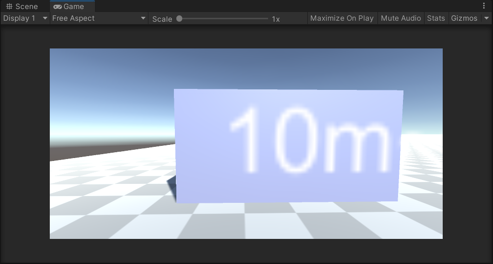 Scene Game
Display 1 Free Aspect Scale 1x Maximize On Play Mute Audio Stats Gizmos
10m